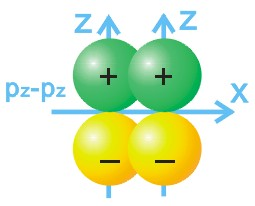 Z Z
+ +
pz-pz X
– –